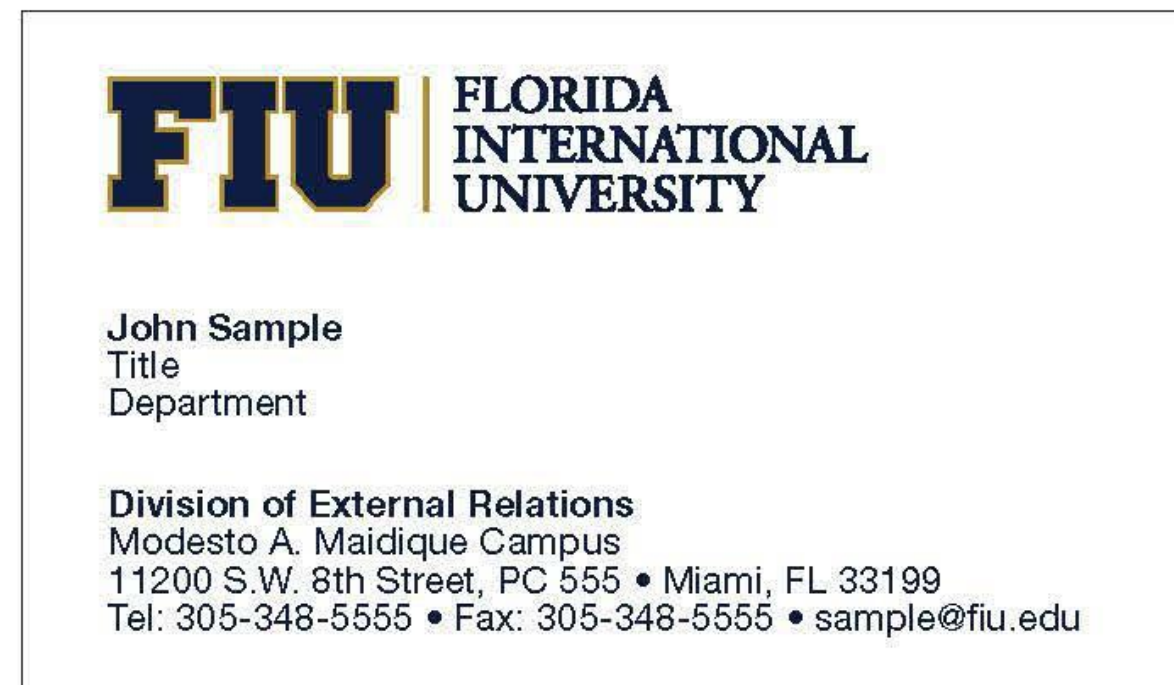 FIU
FLORIDA
INTERNATIONAL
UNIVERSITY
John Sample
Title
Department
Division of External Relations
Modesto A. Maidique Campus
11200 S.W. 8th Street, PC 555 • Miami, FL 33199
Tel: 305-348-5555 • Fax: 305-348-5555 • sample@fiu.edu